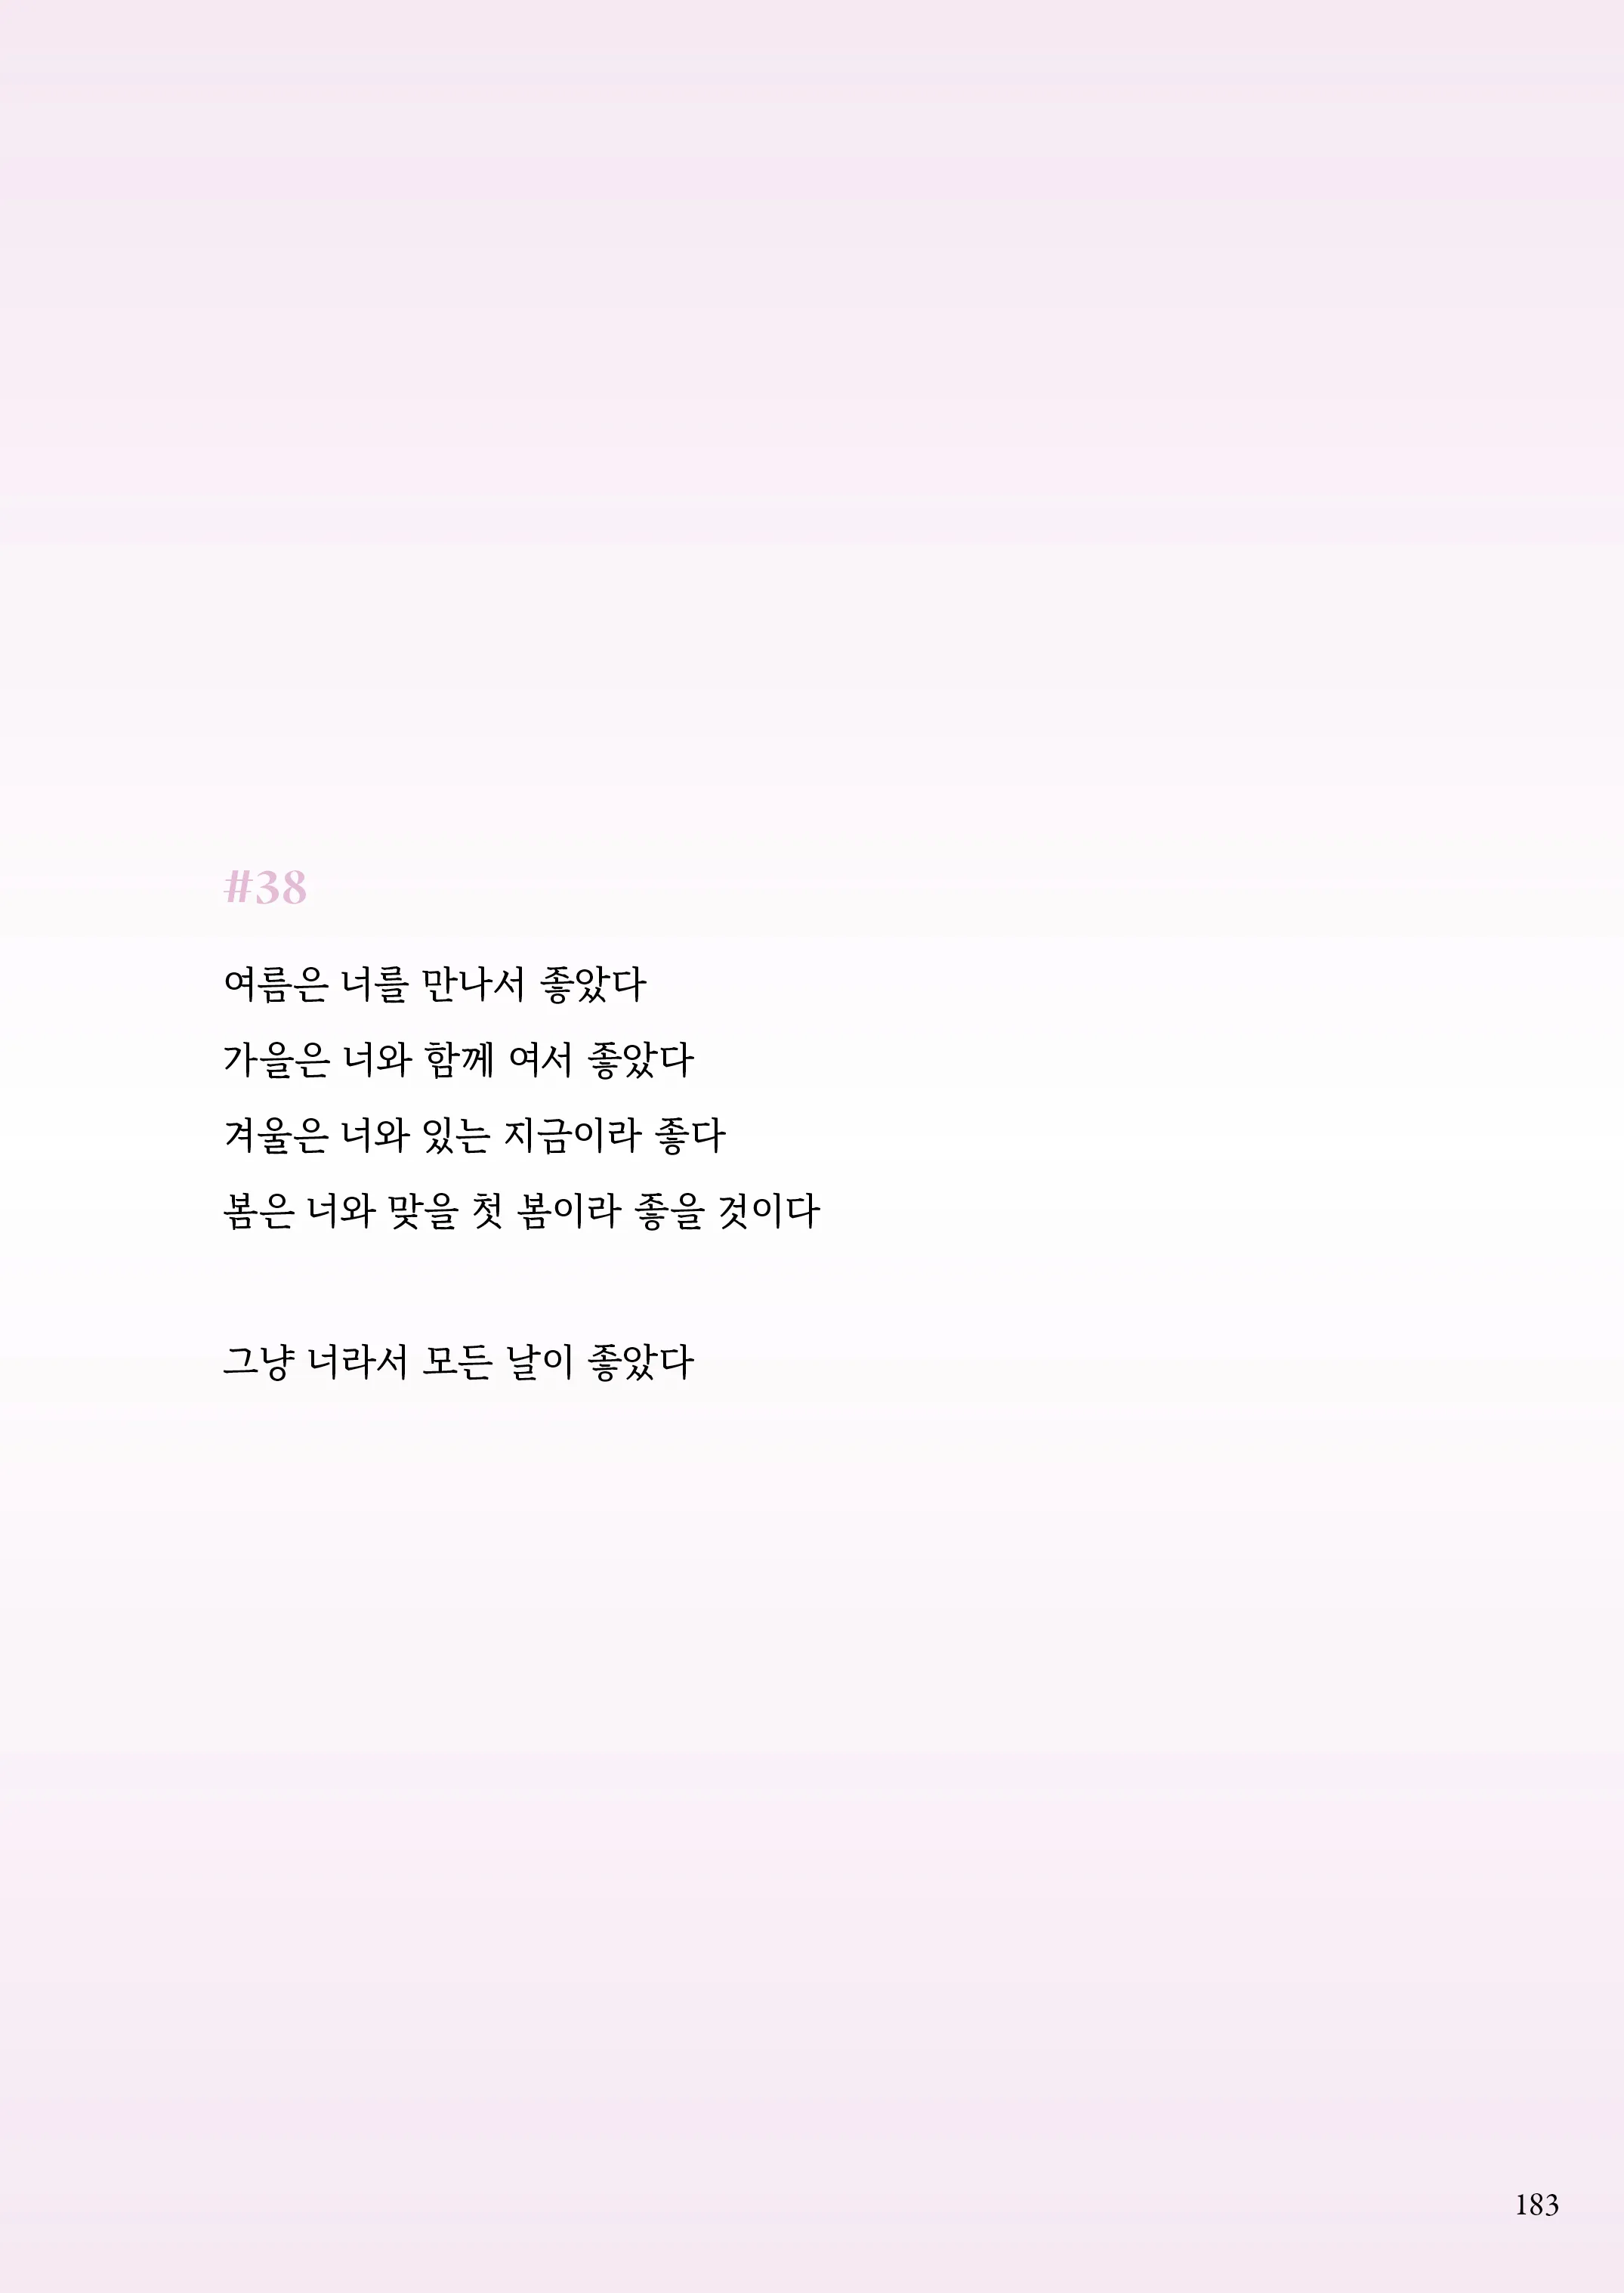 #38
여름은 너를 만나서 좋았다
가을은 너와 함께 여서 좋았다
겨울은 너와 있는 지금이라 좋다
봄은 너와 맞을 첫 봄이라 좋을 것이다
그냥 너라서 모든 날이 좋았다
183